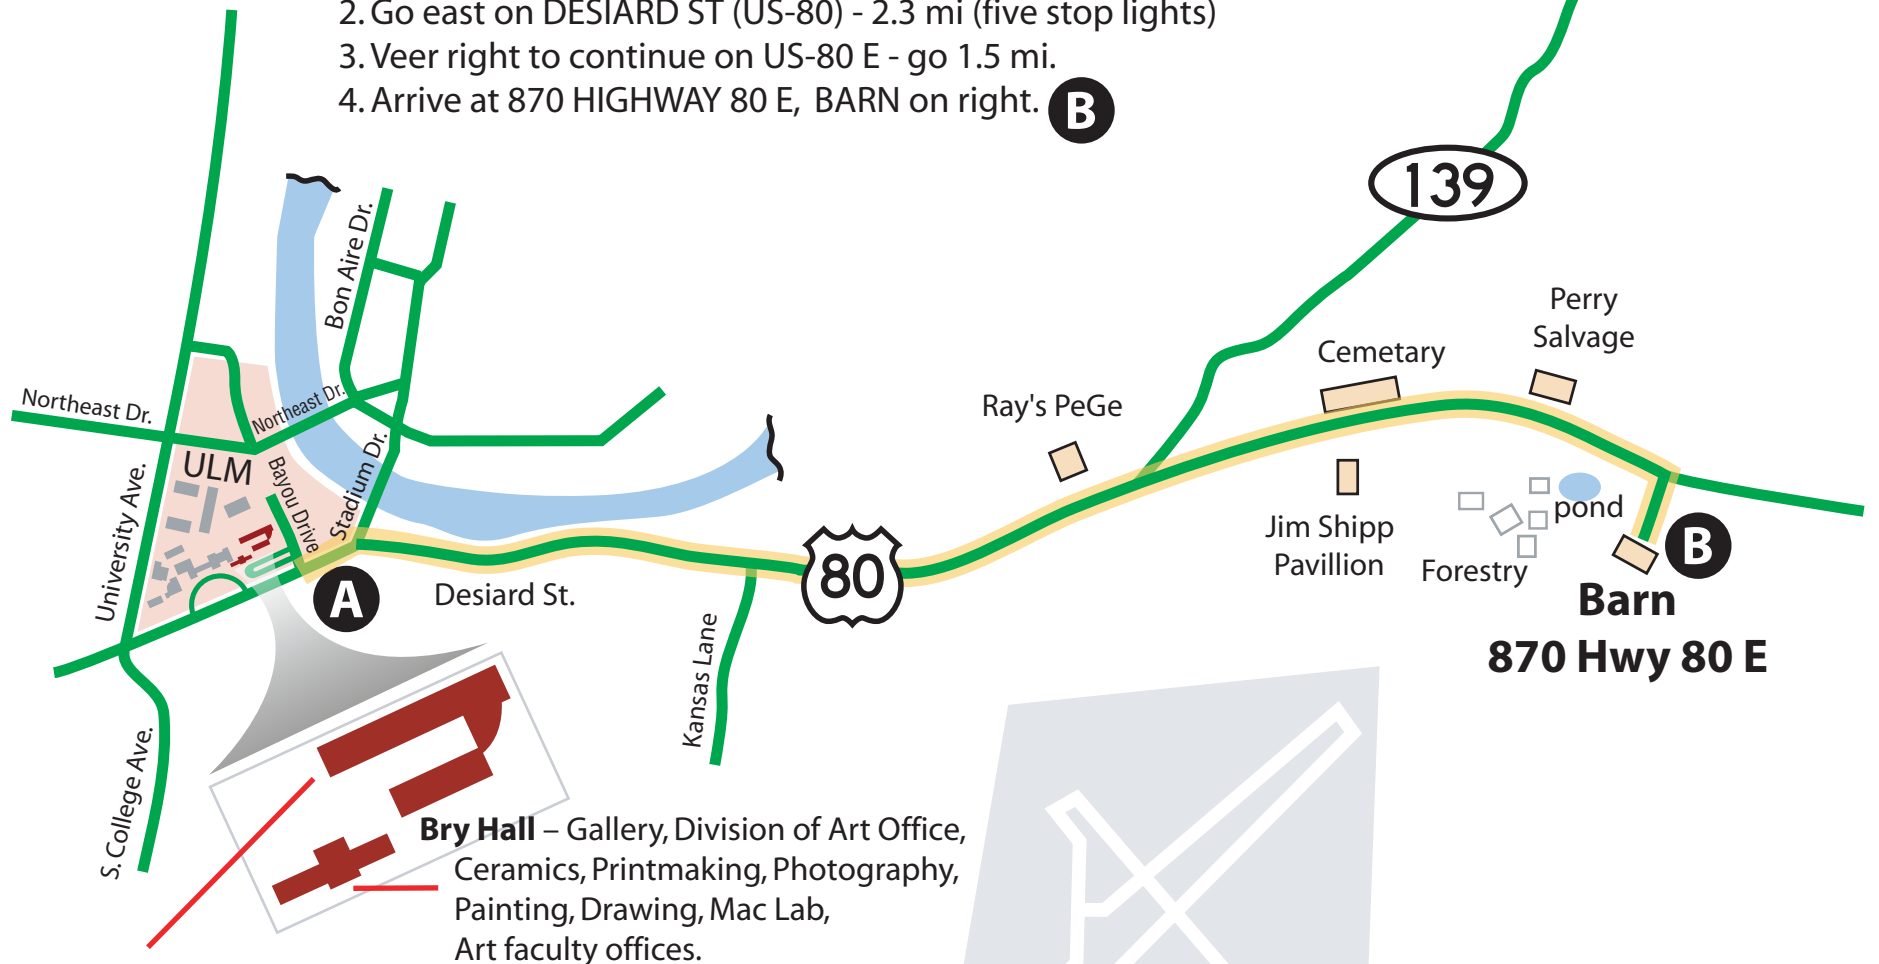 2. Go east on DESIARD ST (US-80) - 2.3 mi (five stop lights)
3. Veer right to continue on US-80 E - go 1.5 mi.
4. Arrive at 870 HIGHWAY 80 E, BARN on right. B
139
Bon Aire Dr.
Perry
Salvage
Cemetary
Northeast Dr.
Northeast Dr.
Ray's PeGe
ULM
Bayou Drive
Stadium Dr.
University Ave.
pond
Jim Shipp
Pavillion
Forestry
B
80
A
Desiard St.
Barn
870 Hwy 80 E
Kansas Lane
S. College Ave.
Bry Hall – Gallery, Division of Art Office,
Ceramics, Printmaking, Photography,
Painting, Drawing, Mac Lab,
Art faculty offices.